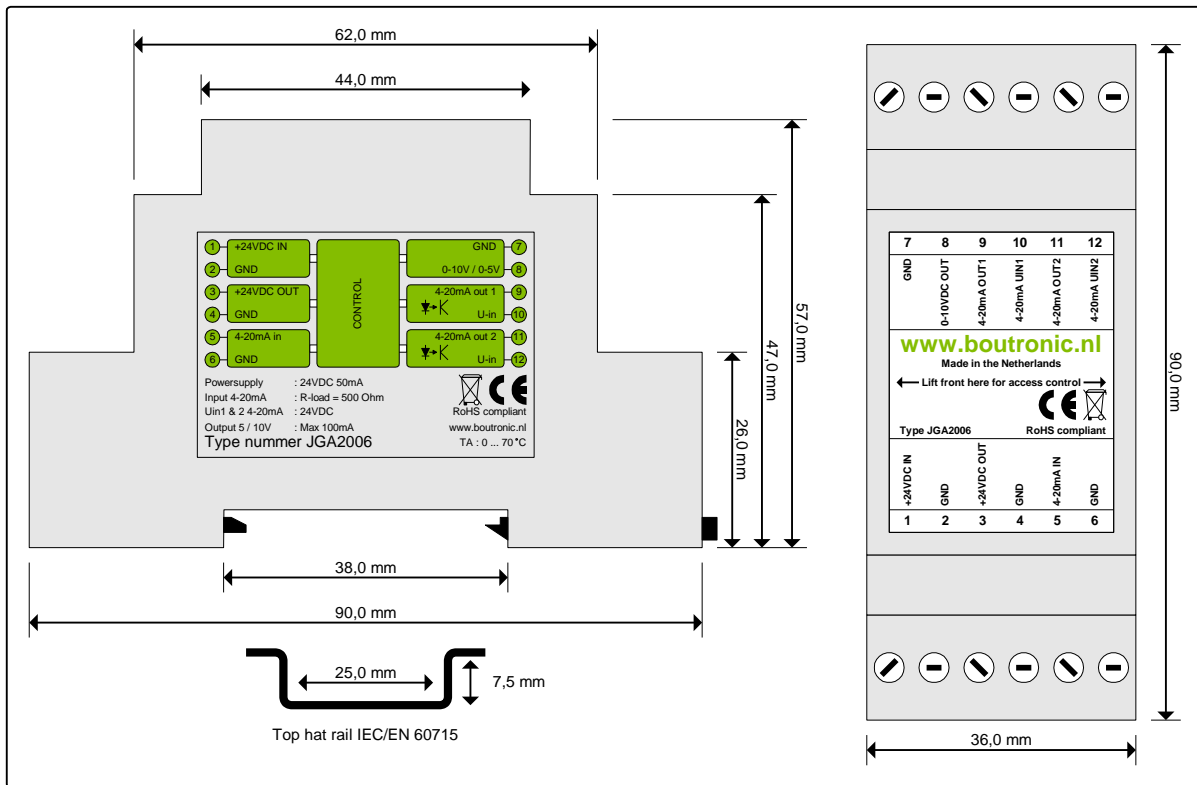 62,0 mm
44,0 mm
57,0 mm
47,0 mm
26,0 mm
1 +24VDC IN
2 GND
3 +24VDC OUT
4 GND
5 4-20mA in
6 GND
CONTROL
GND 7
0-10V / 0-5V 8
4-20mA out 1 9
U-in 10
4-20mA out 2 11
U-in 12
Powersupply : 24VDC 50mA
Input 4-20mA : R-load = 500 Ohm
Uin1 & 2 4-20mA : 24VDC
Output 5 / 10V : Max 100mA
Type nummer JGA2006
CE
RoHS compliant
www.boutronic.nl
TA : 0 ... 70°C
38,0 mm
90,0 mm
25,0 mm
7,5 mm
Top hat rail IEC/EN 60715
7 8 9 10 11 12
GND
0-10VDC OUT
4-20mA OUT1
4-20mA UIN1
4-20mA OUT2
4-20mA UIN2
www.boutronic.nl
Made in the Netherlands
Lift front here for access control
CE
Type JGA2006 RoHS compliant
+24VDC IN
GND
+24VDC OUT
GND
4-20mA IN
GND
1 2 3 4 5 6
90,0 mm
36,0 mm